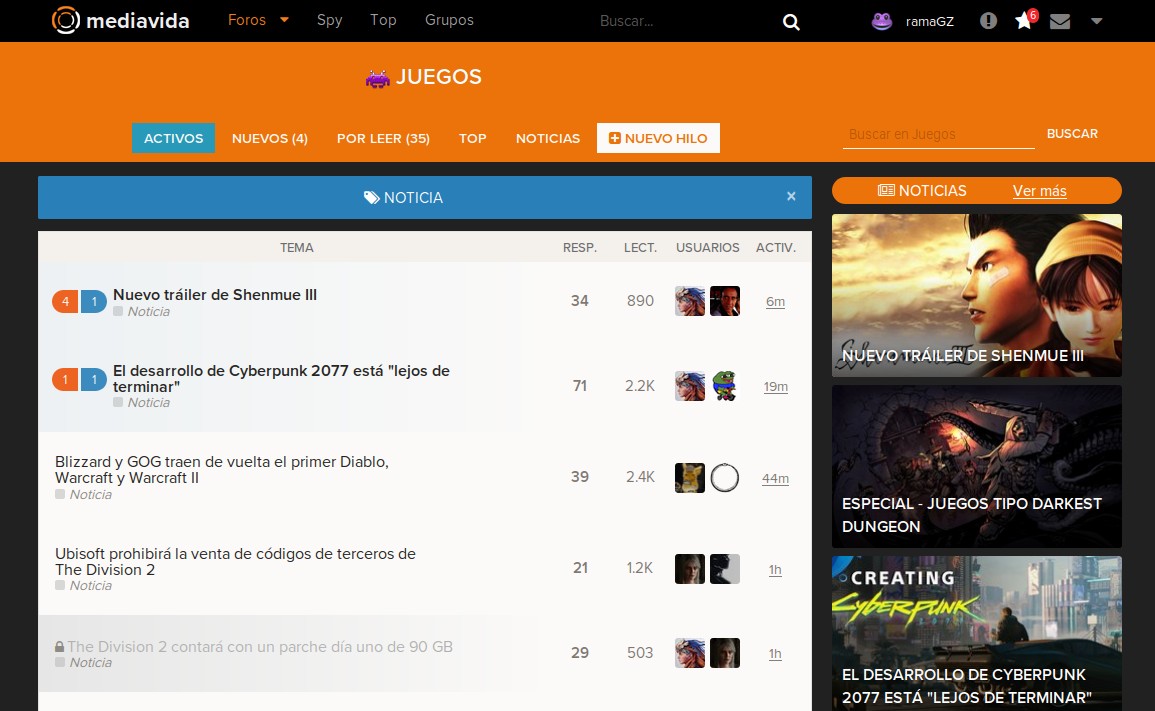 mediavida Foros Spy Top Grupos Buscar... ramaGZ 6
JUEGOS
ACTIVOS NUEVOS (4) POR LEER (35) TOP NOTICIAS NUEVO HILO Buscar en Juegos BUSCAR
NOTICIA ×
TEMA RESP. LECT. USUARIOS ACTIV.
4 1 Nuevo tráiler de Shenmue III 34 890 6m
Noticia
1 1 El desarrollo de Cyberpunk 2077 está "lejos de
terminar" 71 2.2K 19m
Noticia
Blizzard y GOG traen de vuelta el primer Diablo,
Warcraft y Warcraft II 39 2.4K 44m
Noticia
Ubisoft prohibirá la venta de códigos de terceros de
The Division 2 21 1.2K 1h
Noticia
The Division 2 contará con un parche día uno de 90 GB 29 503 1h
Noticia
NOTICIAS Ver más
NUEVO TRÁILER DE SHENMUE III
ESPECIAL - JUEGOS TIPO DARKEST
DUNGEON
CREATING
Cyberpunk
EL DESARROLLO DE CYBERPUNK
2077 ESTÁ "LEJOS DE TERMINAR"